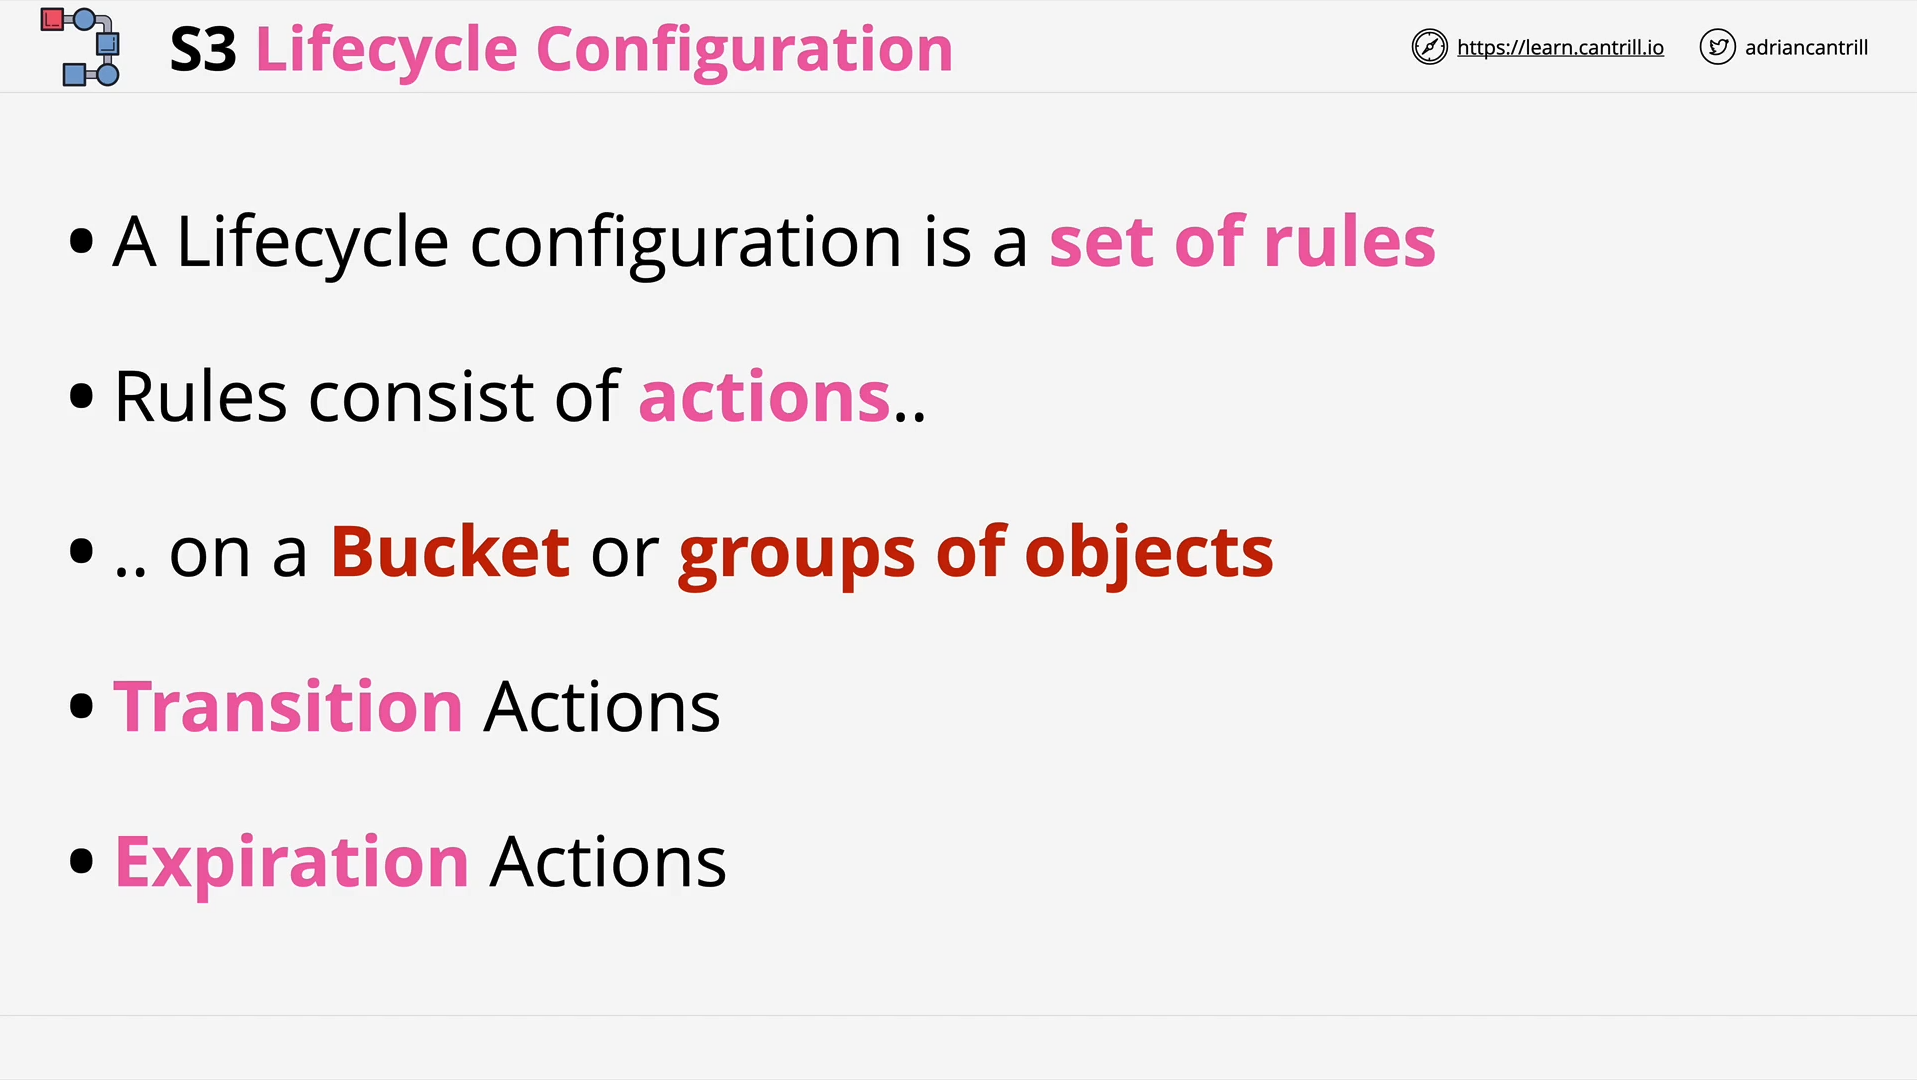 S3 Lifecycle Configuration
https://learn.cantrill.io
adriancantrill
• A Lifecycle configuration is a set of rules
• Rules consist of actions..
• .. on a Bucket or groups of objects
• Transition Actions
• Expiration Actions